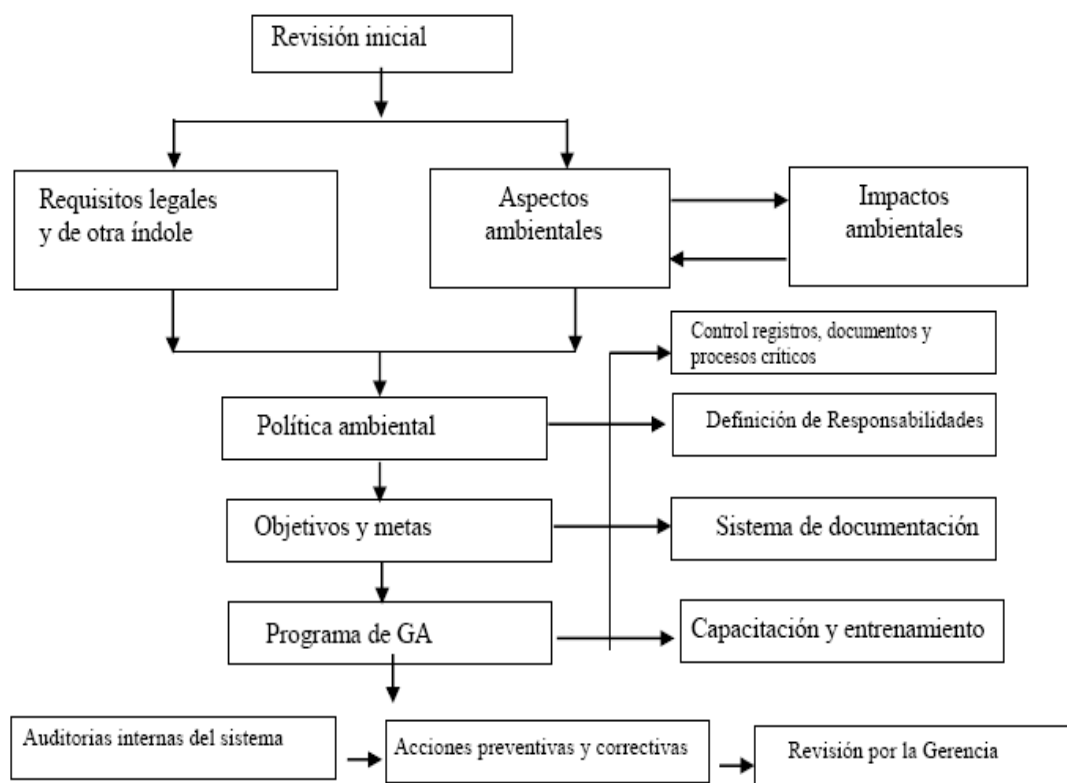 Revisión inicial
Requisitos legales
y de otra índole
Aspectos
ambientales
Impactos
ambientales
Control registros, documentos y
procesos críticos
Política ambiental
Definición de Responsabilidades
Objetivos y metas
Sistema de documentación
Programa de GA
Capacitación y entrenamiento
Auditorias internas del sistema
Acciones preventivas y correctivas
Revisión por la Gerencia